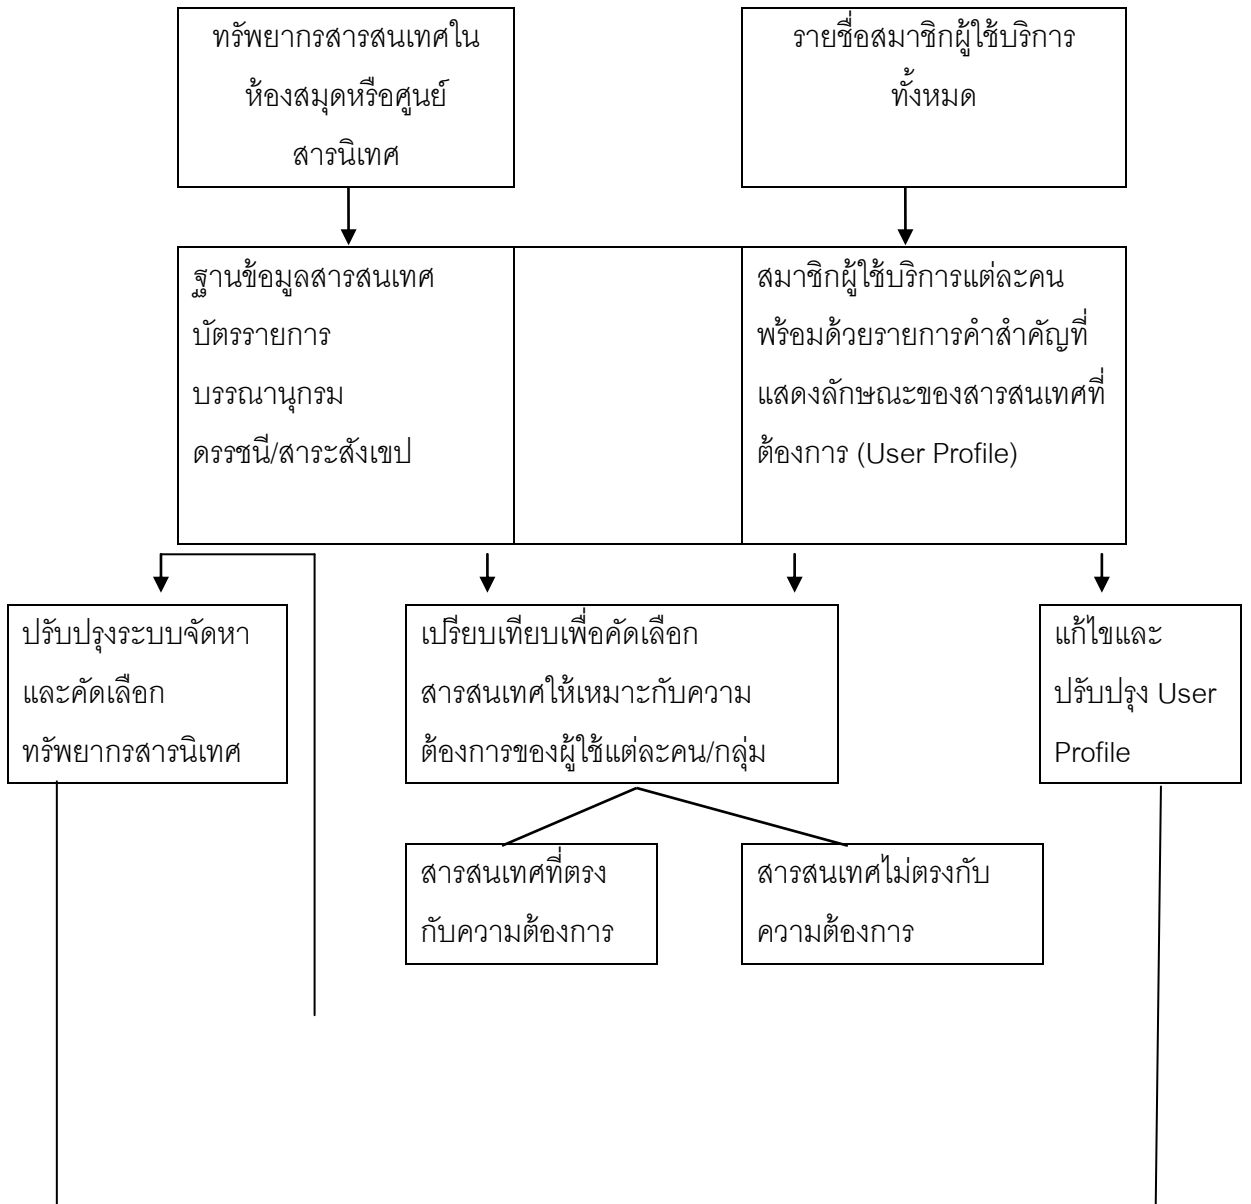 ทรัพยากรสารสนเทศใน
ห้องสมุดหรือศูนย์
สารนิเทศ
รายชื่อสมาชิกผู้ใช้บริการ
ทั้งหมด
ฐานข้อมูลสารสนเทศ
บัตรรายการ
บรรณานุกรม
ดรรชนี/สาระสังเขป
สมาชิกผู้ใช้บริการแต่ละคน
พร้อมด้วยรายการคำสำคัญที่
แสดงลักษณะของสารสนเทศที่
ต้องการ (User Profile)
ปรับปรุงระบบจัดหา
และคัดเลือก
ทรัพยากรสารนิเทศ
เปรียบเทียบเพื่อคัดเลือก
สารสนเทศให้เหมาะกับความ
ต้องการของผู้ใช้แต่ละคน/กลุ่ม
แก้ไขและ
ปรับปรุง User
Profile
สารสนเทศที่ตรง
กับความต้องการ
สารสนเทศไม่ตรงกับ
ความต้องการ